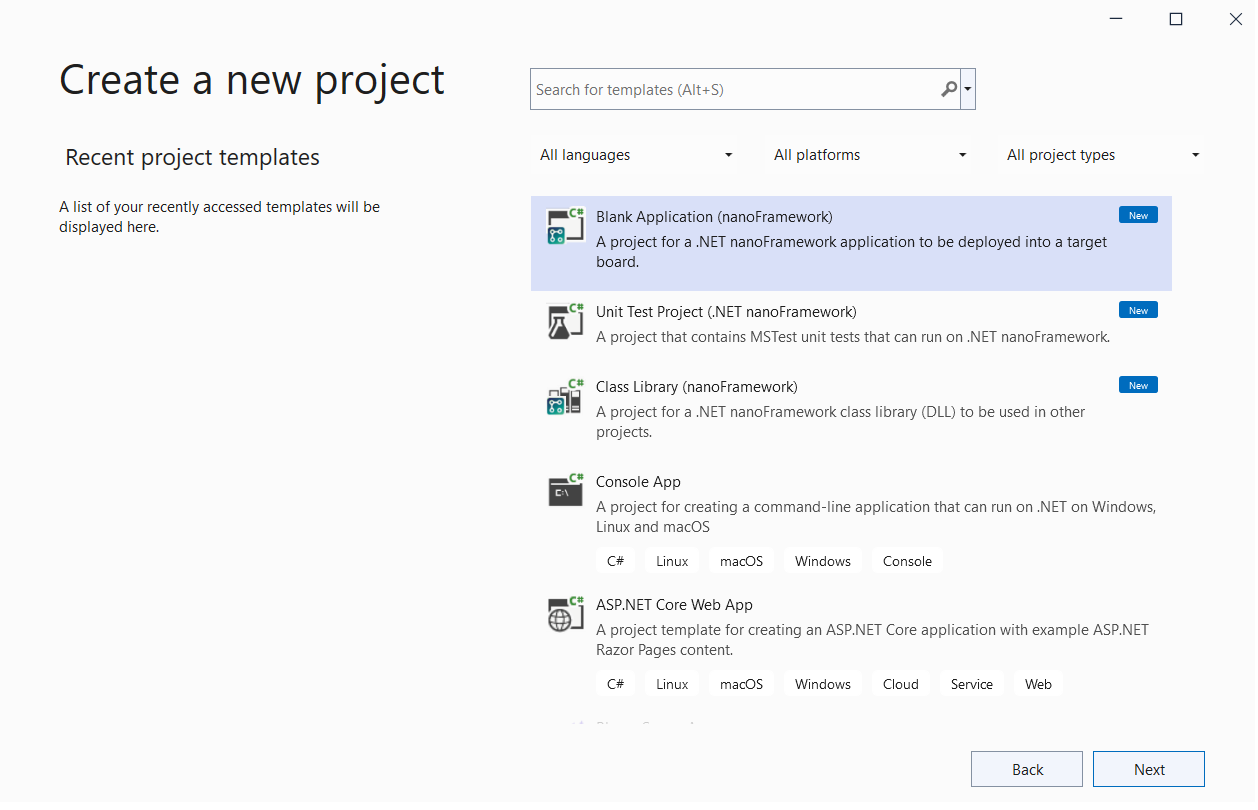 Create a new project
Search for templates (Alt+S)
Recent project templates
A list of your recently accessed templates will be
displayed here.
All languages
All platforms
All project types
C#
Blank Application (nanoFramework)
New
A project for a .NET nanoFramework application to be deployed into a target
board.
C#
Unit Test Project (.NET nanoFramework)
New
A project that contains MSTest unit tests that can run on .NET nanoFramework.
C#
Class Library (nanoFramework)
New
A project for a .NET nanoFramework class library (DLL) to be used in other
projects.
C#
C:\
Console App
A project for creating a command-line application that can run on .NET on Windows,
Linux and macOS
C# Linux macOS Windows Console
C#
ASP.NET Core Web App
A project template for creating an ASP.NET Core application with example ASP.NET
Razor Pages content.
C# Linux macOS Windows Cloud Service Web
Back
Next